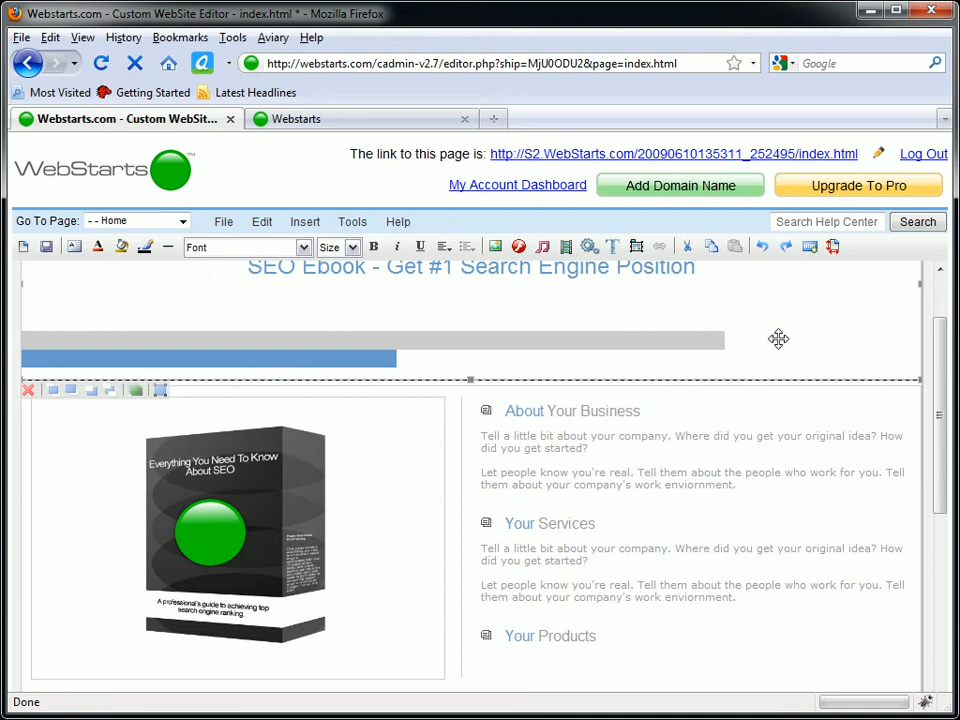 Webstarts.com - Custom WebSite Editor - index.html * - Mozilla Firefox
File Edit View History Bookmarks Tools Aviary Help
http://webstarts.com/cadmin-v2.7/editor.php?ship=MjU0ODU2&page=index.html
Google
Most Visited Getting Started Latest Headlines
Webstarts.com - Custom WebSit... Webstarts
WebStarts™
The link to this page is: http://S2.WebStarts.com/20090610135311_252495/index.html Log Out
My Account Dashboard Add Domain Name Upgrade To Pro
Go To Page: - - Home File Edit Insert Tools Help Search Help Center Search
Font Size B i U
SEO Ebook - Get #1 Search Engine Position
About Your Business
Tell a little bit about your company. Where did you get your original idea? How
did you get started?
Let people know you're real. Tell them about the people who work for you. Tell
them about your company's work enviornment.
Your Services
Tell a little bit about your company. Where did you get your original idea? How
did you get started?
Let people know you're real. Tell them about the people who work for you. Tell
them about your company's work enviornment.
Your Products
Everything You Need To Know
About SEO
A professional's guide to achieving top
search engine ranking.
Done